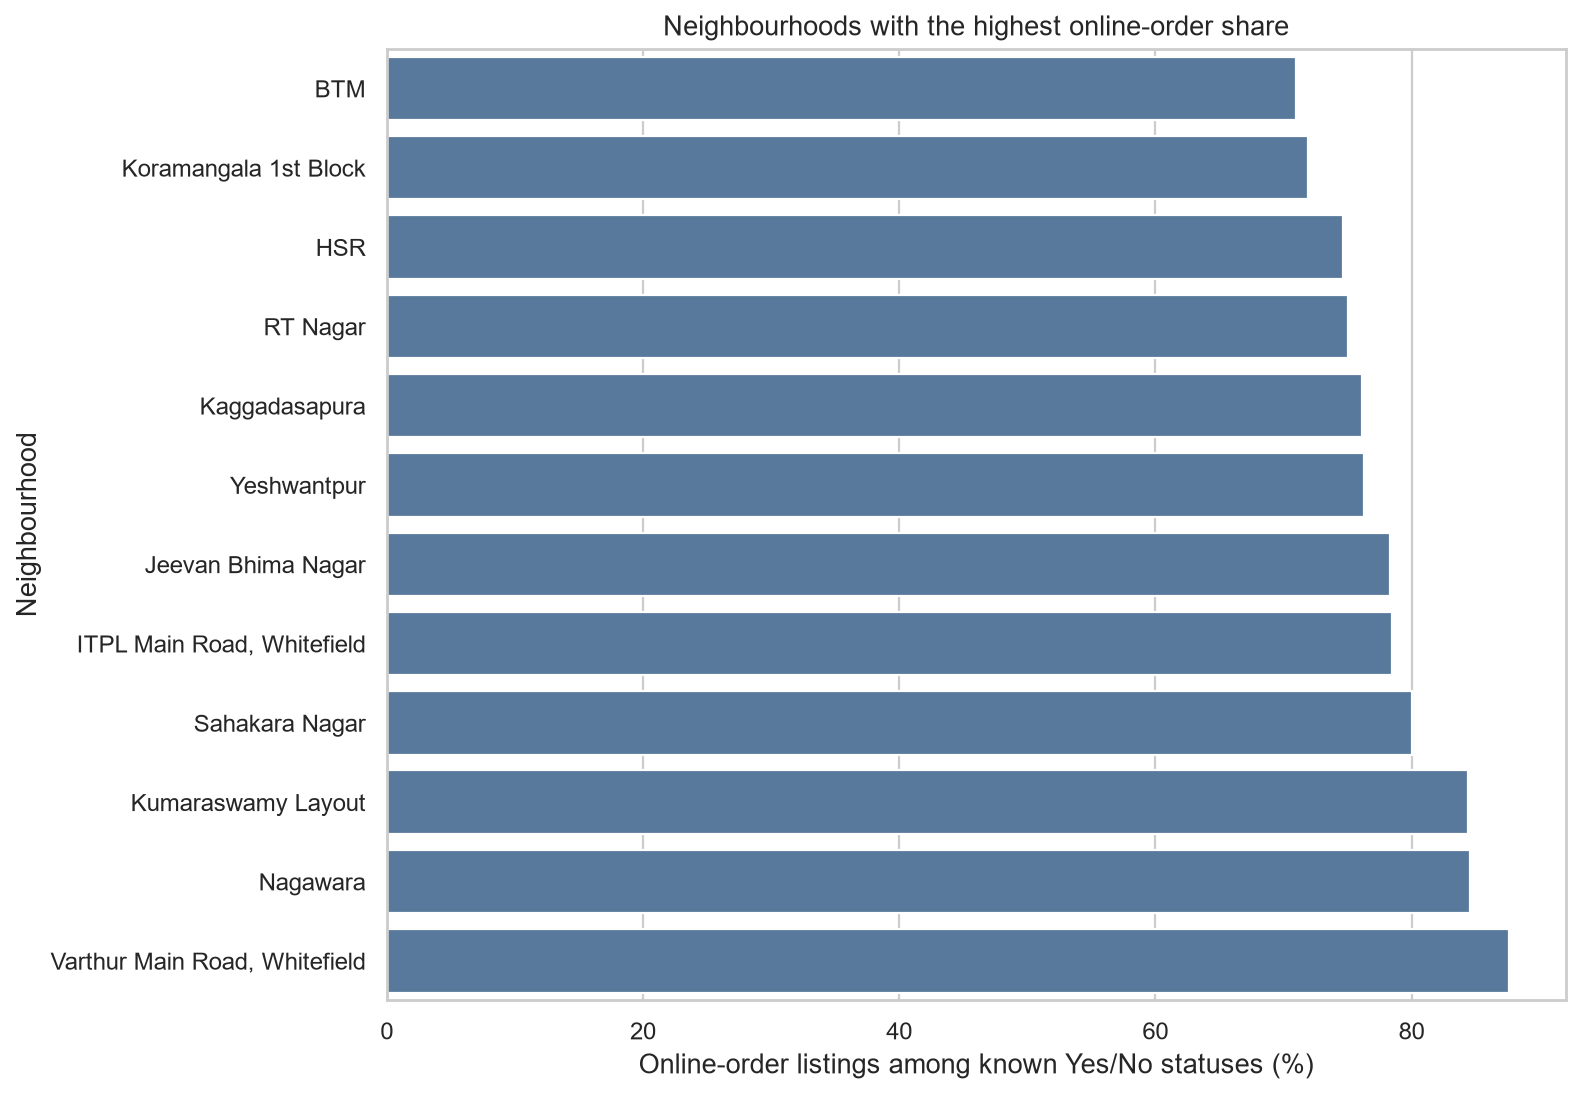 Neighbourhoods with the highest online-order share
BTM
Koramangala 1st Block
HSR
RT Nagar
Kaggadasapura
Yeshwantpur
Jeevan Bhima Nagar
ITPL Main Road, Whitefield
Sahakara Nagar
Kumaraswamy Layout
Nagawara
Varthur Main Road, Whitefield
Neighbourhood
0 20 40 60 80
Online-order listings among known Yes/No statuses (%)